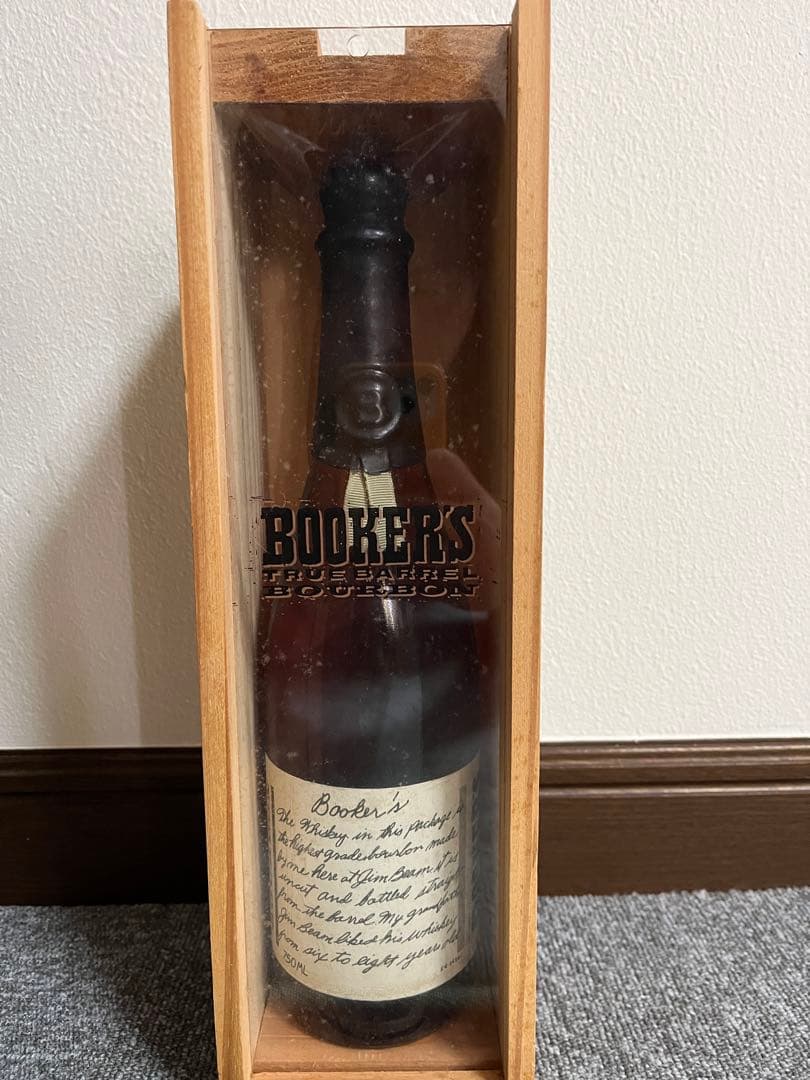 B
BOOKER'S
TRUE BARREL
BOURBON
Booker's
The Whiskey in this package is
the highest grade bourbon made
by me here at Jim Beam it is
uncut and bottled straight
from the barrel. My grandfather
Jim Beam liked his whiskey
from six to eight years old
750ML